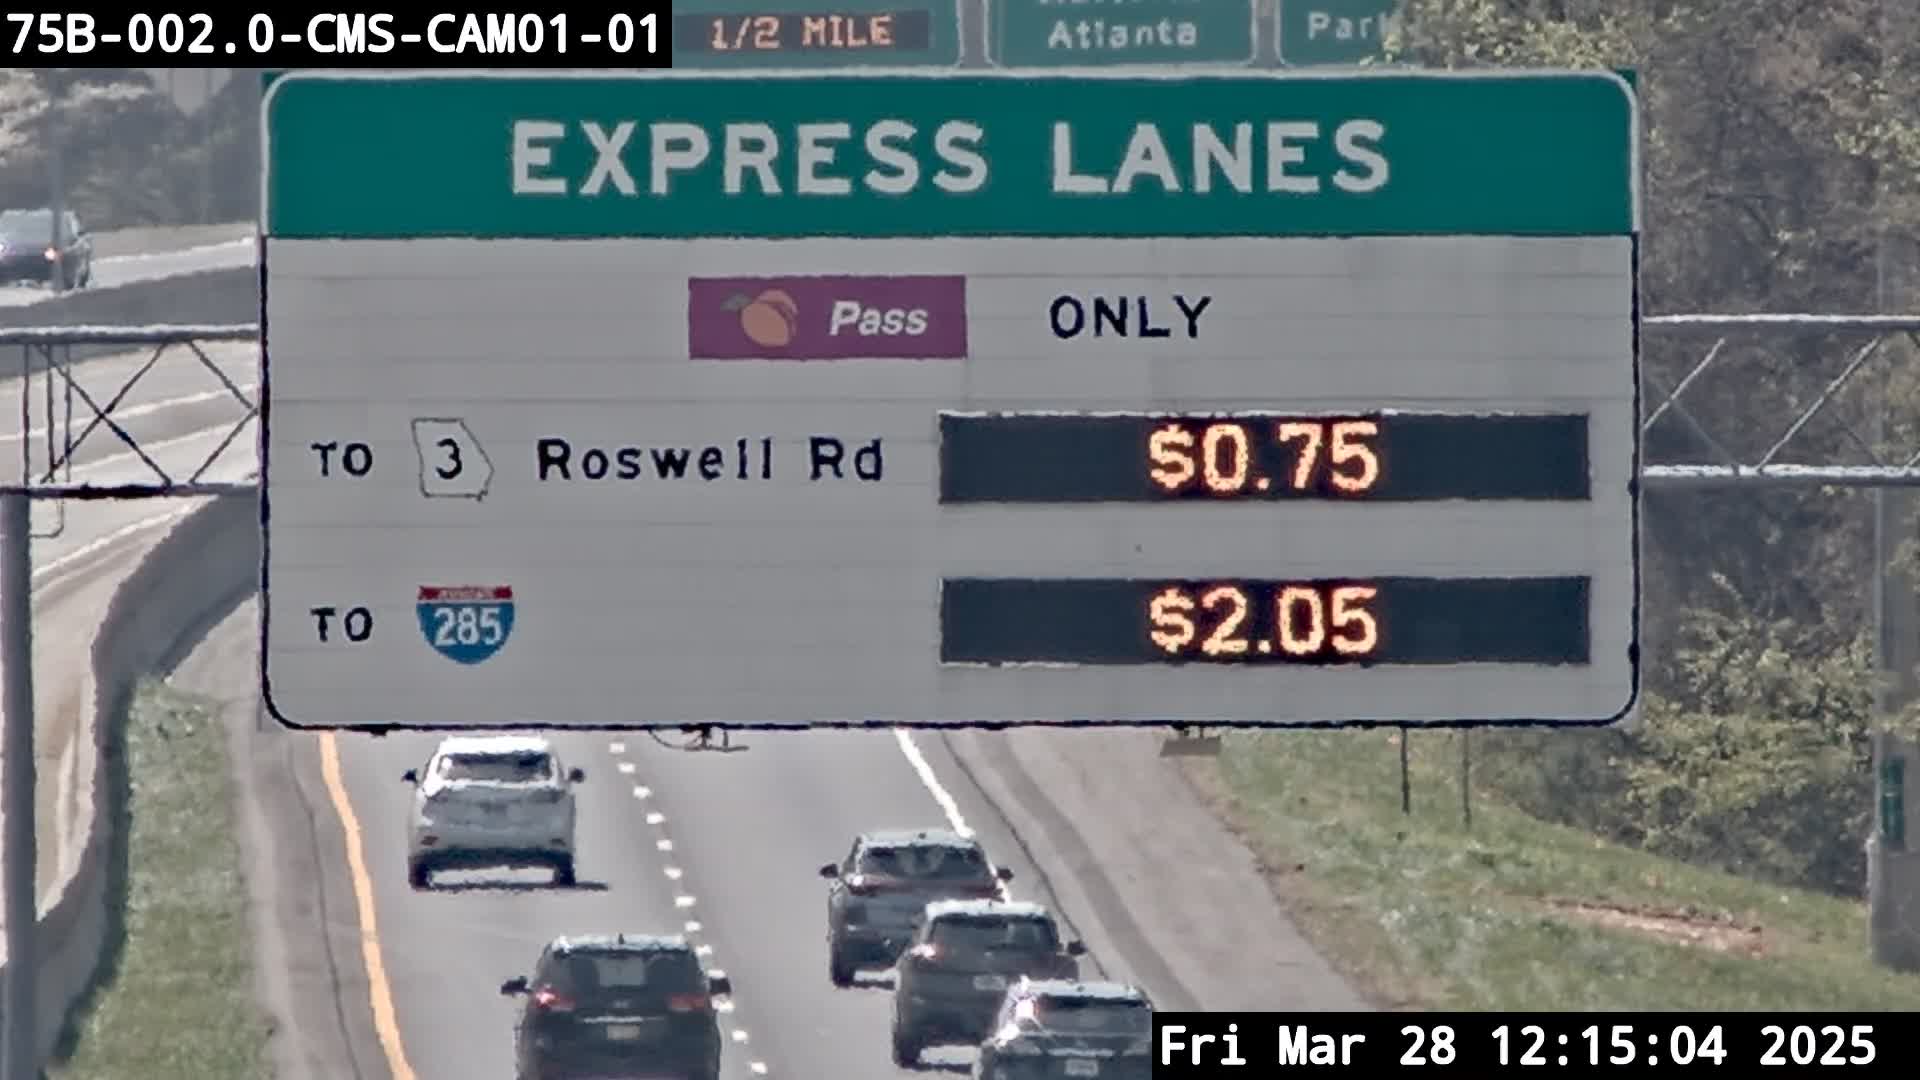 75B-002.0-CMS-CAM01-01
1/2 MILE
Atlanta
EXPRESS LANES
Pass ONLY
TO 3 Roswell Rd $0.75
TO 285 $2.05
Fri Mar 28 12:15:04 2025